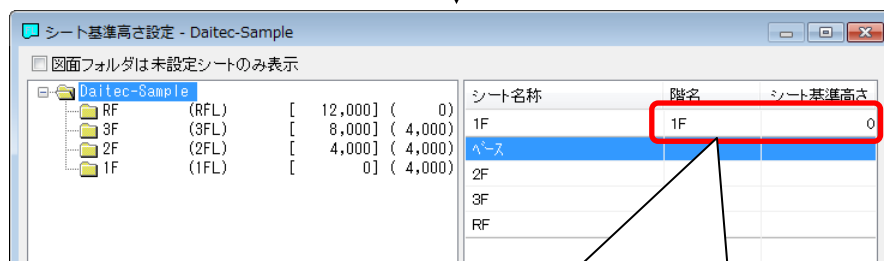 シート基準高さ設定 - Daitec-Sample
図面フォルダは未設定シートのみ表示
Daitec-Sample
RF (RFL) [ 12,000] ( 0)
3F (3FL) [ 8,000] ( 4,000)
2F (2FL) [ 4,000] ( 4,000)
1F (1FL) [ 0] ( 4,000)
シート名称 階名 シート基準高さ
1F 1F 0
ベース
2F
3F
RF